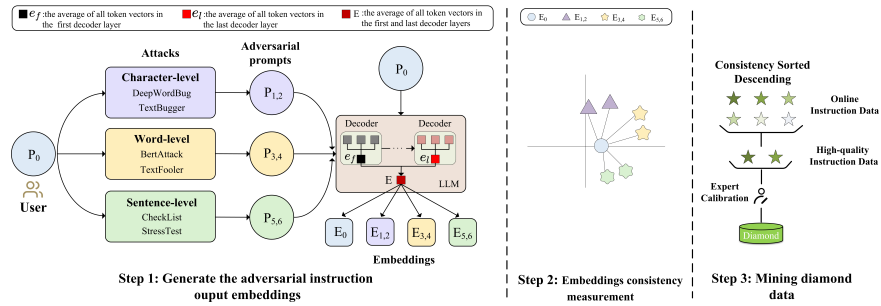 e_f :the average of all token vectors in
the first decoder layer
e_l :the average of all token vectors in
the last decoder layer
E :the average of all token vectors in
the first and last decoder layers
Attacks
Adversarial
prompts
P0
User
Character-level
DeepWordBug
TextBugger
Word-level
BertAttack
TextFooler
Sentence-level
CheckList
StressTest
P1,2
P3,4
P5,6
P0
Decoder
Decoder
e_f
e_l
E
LLM
E0
E1,2
E3,4
E5,6
Embeddings
Step 1: Generate the adversarial instruction
ouput embeddings
E0
E1,2
E3,4
E5,6
Step 2: Embeddings consistency
measurement
Consistency Sorted
Descending
Online
Instruction Data
High-quality
Instruction Data
Expert
Calibration
Diamond
Step 3: Mining diamond
data